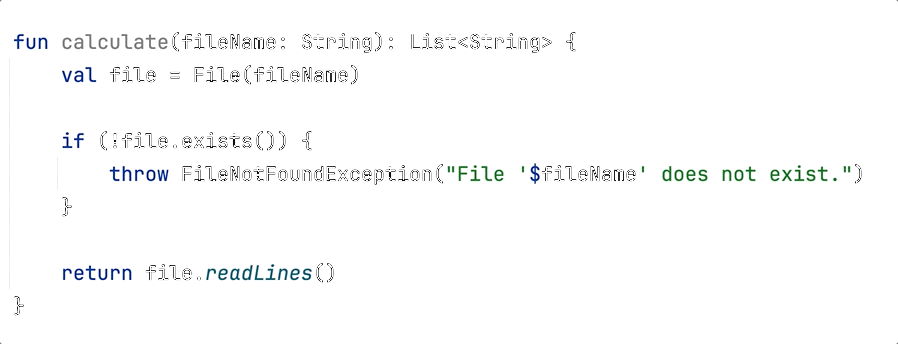 fun calculate(fileName: String): List<String> {
    val file = File(fileName)
    if (!file.exists()) {
        throw FileNotFoundException("File '$fileName' does not exist.")
    }
    return file.readLines()
}